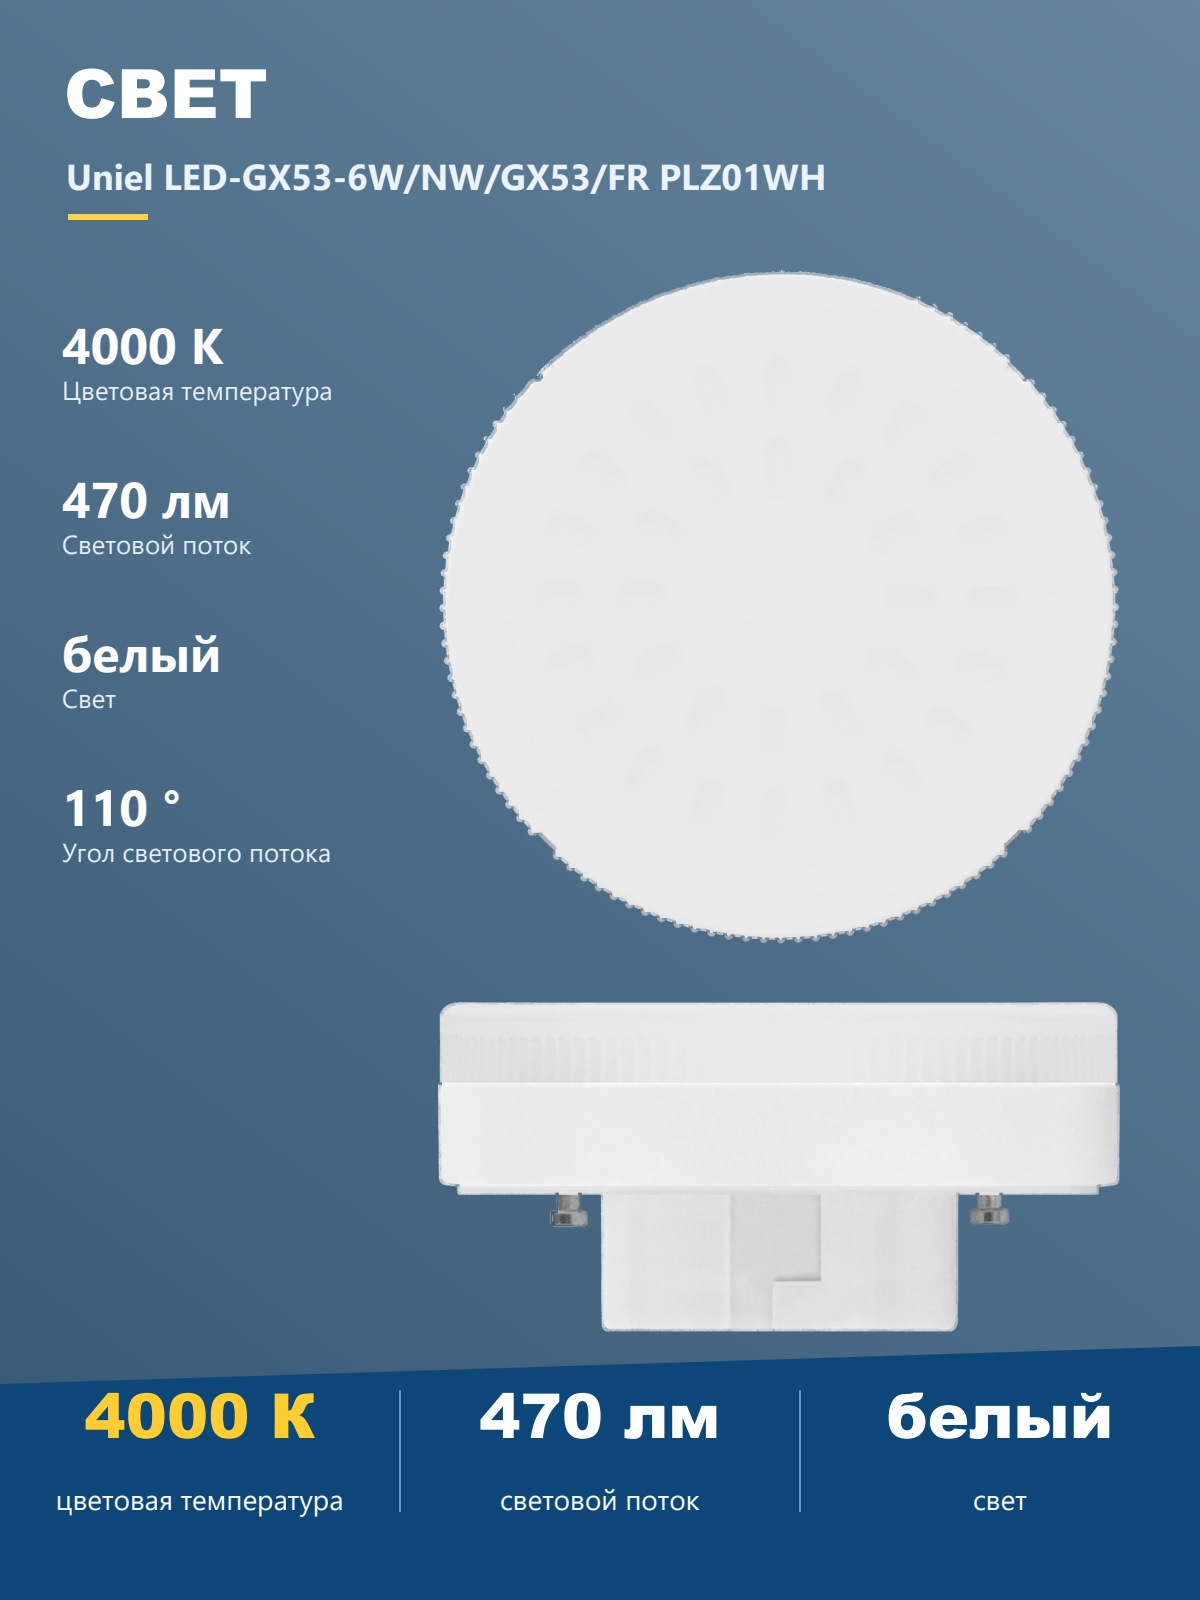 СВЕТ
Uniel LED-GX53-6W/NW/GX53/FR PLZ01WH
4000 К
Цветовая температура
470 лм
Световой поток
белый
Свет
110 °
Угол светового потока
4000 К
цветовая температура
470 лм
световой поток
белый
свет